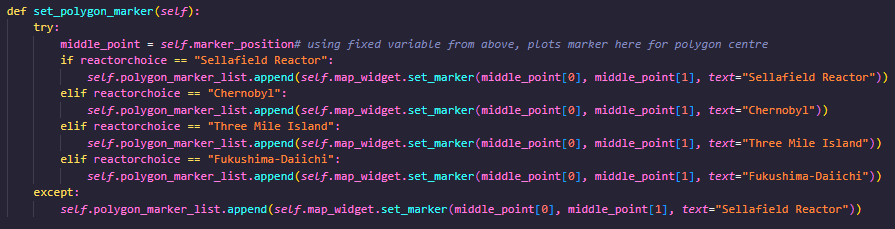 def set_polygon_marker(self):
    try:
        middle_point = self.marker_position# using fixed variable from above, plots marker here for polygon centre
        if reactorchoice == "Sellafield Reactor":
            self.polygon_marker_list.append(self.map_widget.set_marker(middle_point[0], middle_point[1], text="Sellafield Reactor"))
        elif reactorchoice == "Chernobyl":
            self.polygon_marker_list.append(self.map_widget.set_marker(middle_point[0], middle_point[1], text="Chernobyl"))
        elif reactorchoice == "Three Mile Island":
            self.polygon_marker_list.append(self.map_widget.set_marker(middle_point[0], middle_point[1], text="Three Mile Island"))
        elif reactorchoice == "Fukushima-Daiichi":
            self.polygon_marker_list.append(self.map_widget.set_marker(middle_point[0], middle_point[1], text="Fukushima-Daiichi"))
    except:
        self.polygon_marker_list.append(self.map_widget.set_marker(middle_point[0], middle_point[1], text="Sellafield Reactor"))